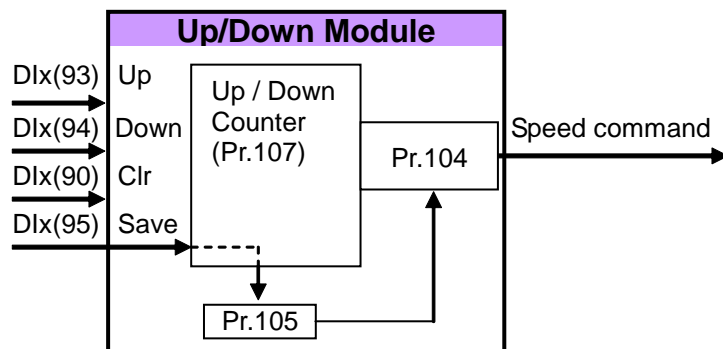 Up/Down Module
DIx(93) Up
DIx(94) Down
DIx(90) Clr
DIx(95) Save
Up / Down
Counter
(Pr.107)
Pr.104
Pr.105
Speed command